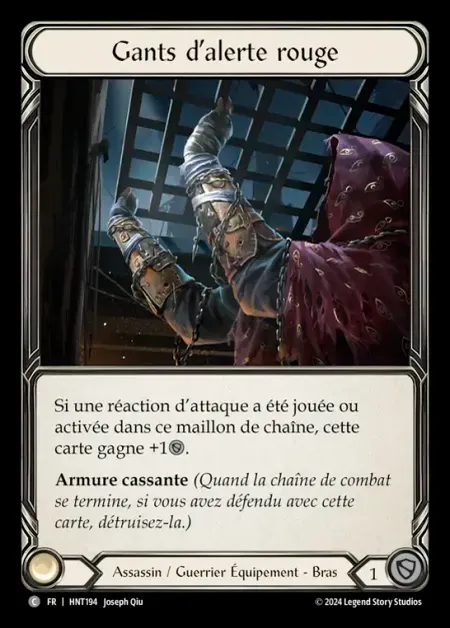 Gants d'alerte rouge
Si une réaction d'attaque a été jouée ou
activée dans ce maillon de chaîne, cette
carte gagne +1.
Armure cassante (Quand la chaîne de combat
se termine, si vous avez défendu avec cette
carte, détruisez-la.)
Assassin / Guerrier Équipement - Bras 1
C FR | HNT194 Joseph Qiu © 2024 Legend Story Studios